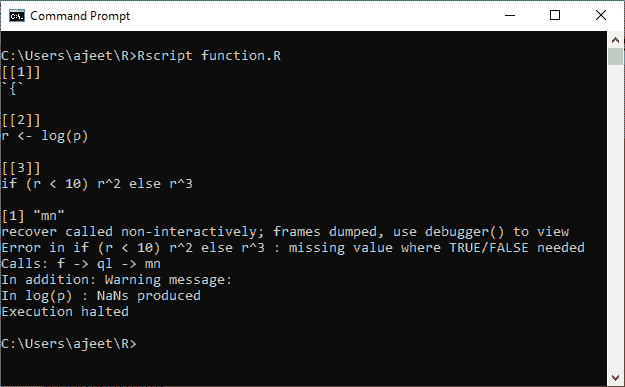 Command Prompt
C:\Users\ajeet\R>Rscript function.R
[[1]]
`{`
[[2]]
r <- log(p)
[[3]]
if (r < 10) r^2 else r^3
[1] "mn"
recover called non-interactively; frames dumped, use debugger() to view
Error in if (r < 10) r^2 else r^3 : missing value where TRUE/FALSE needed
Calls: f -> ql -> mn
In addition: Warning message:
In log(p) : NaNs produced
Execution halted
C:\Users\ajeet\R>